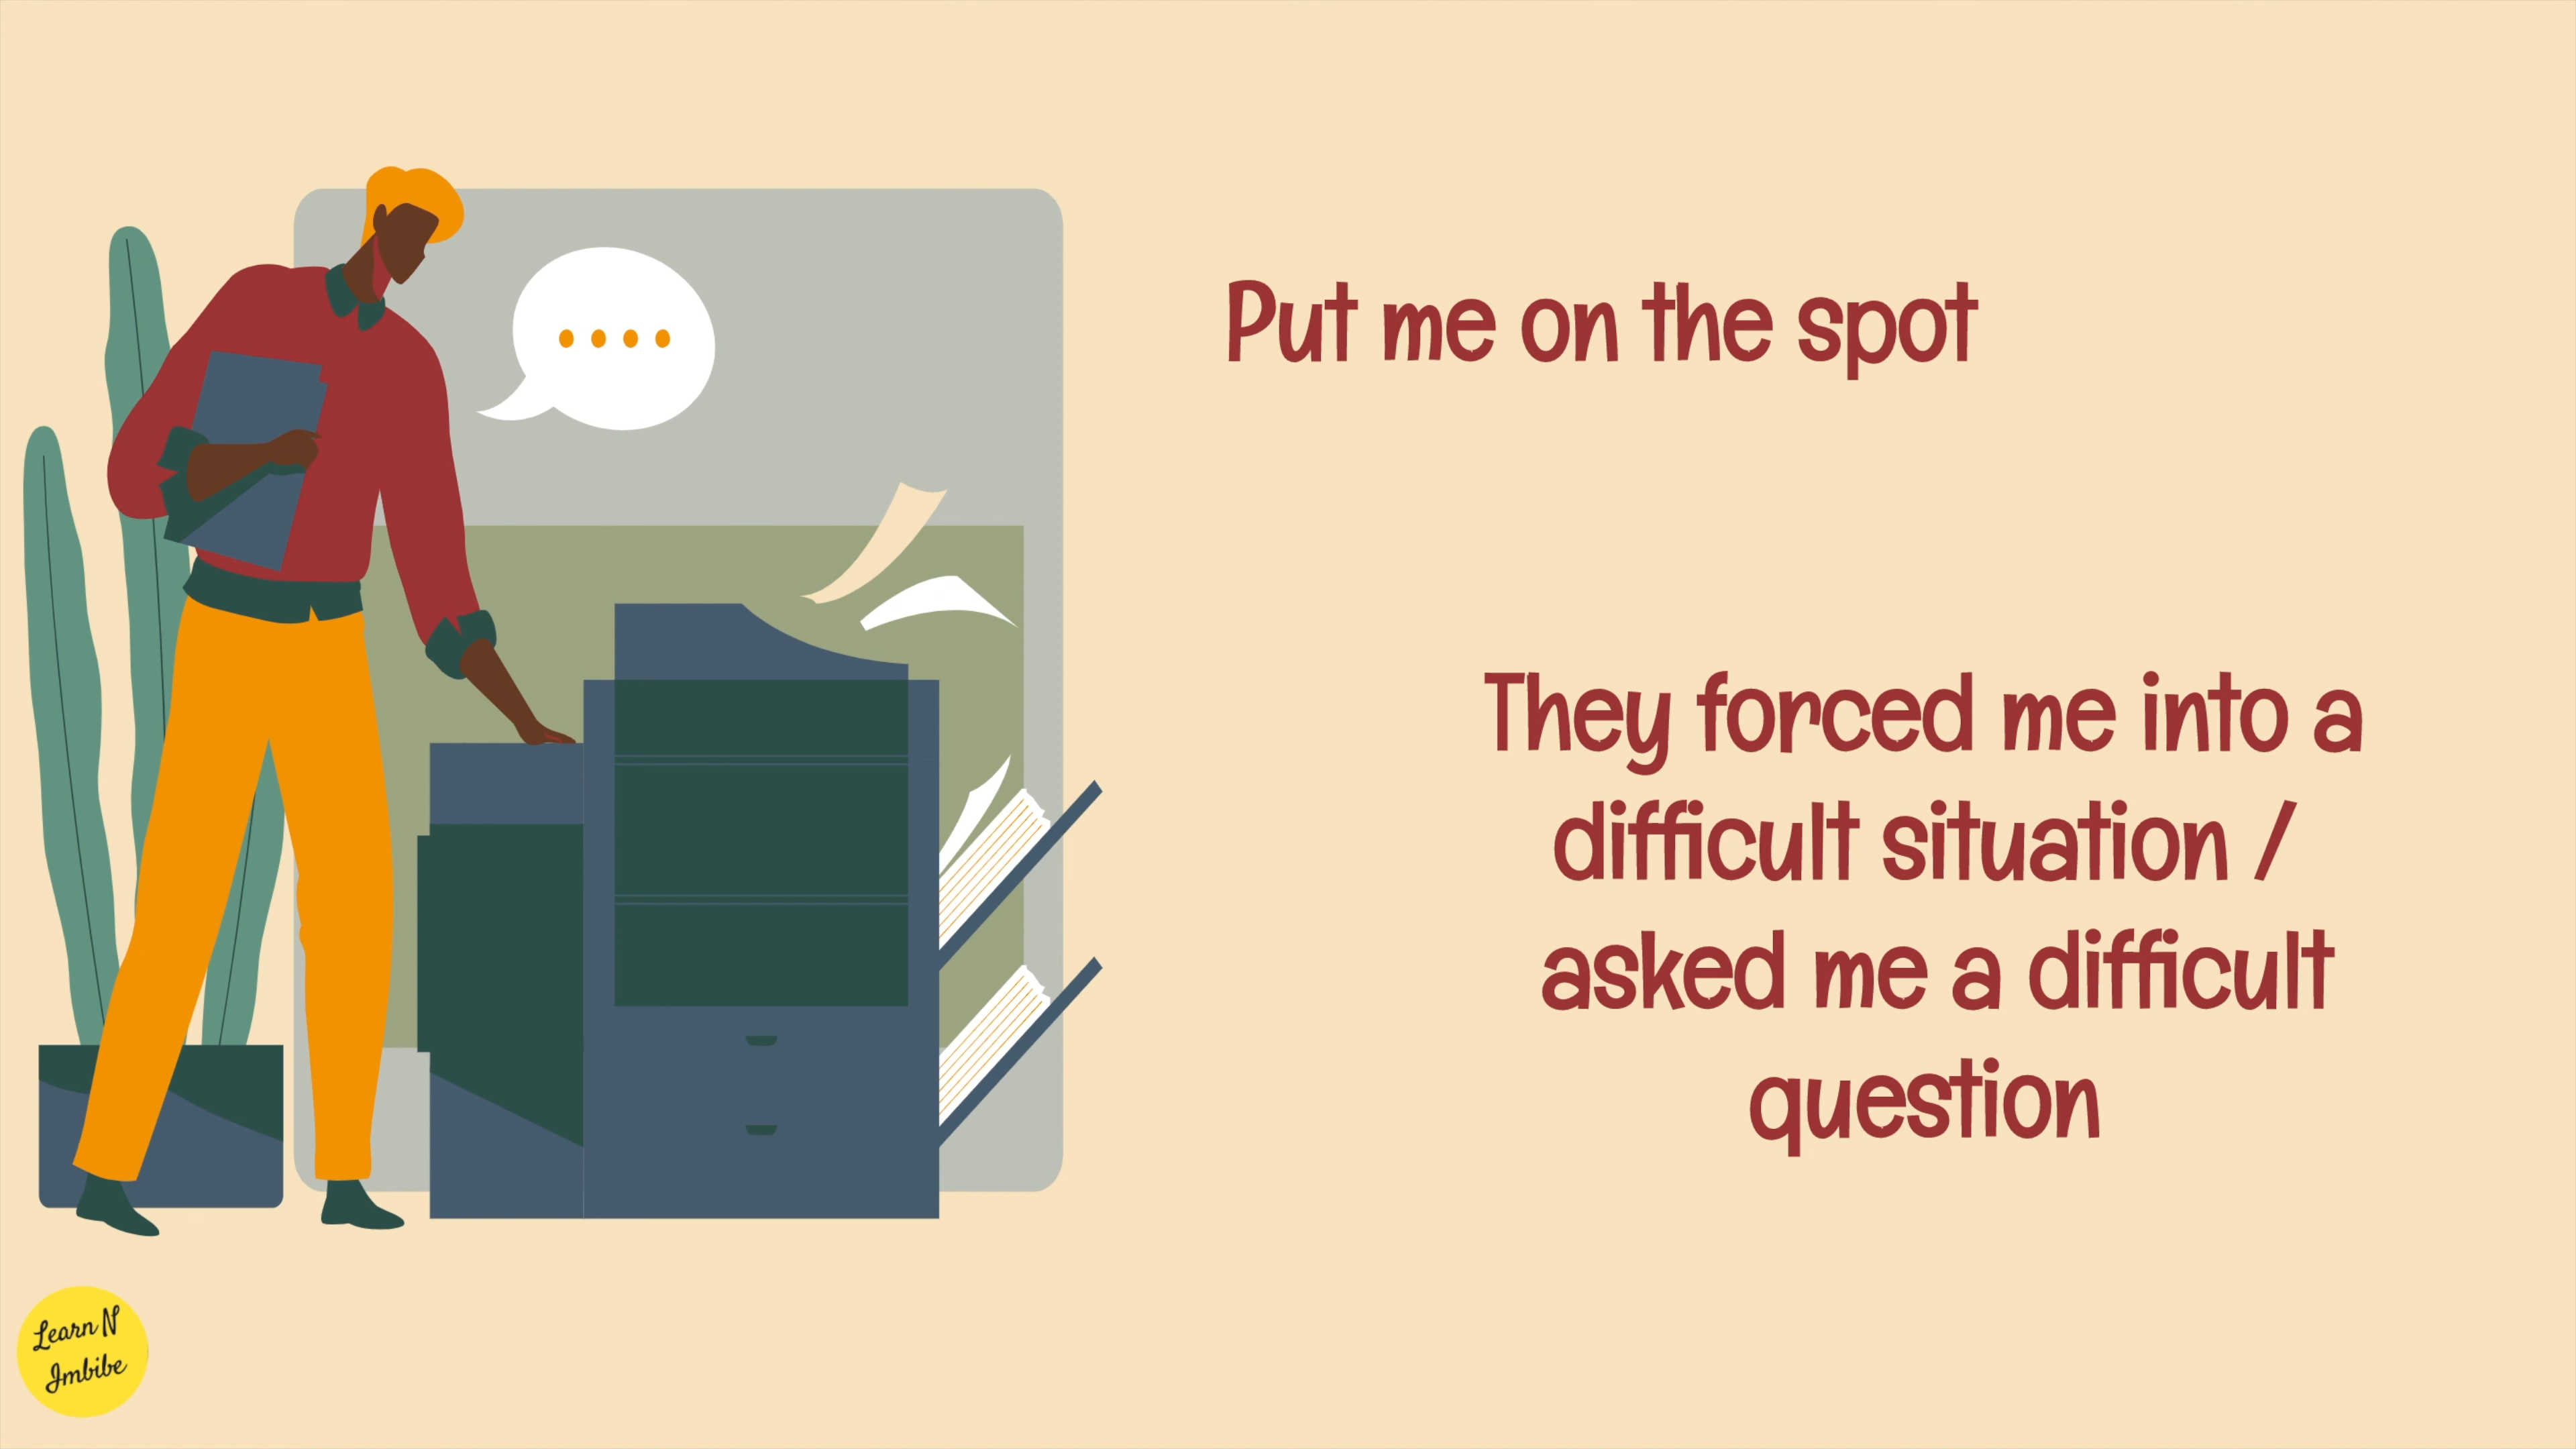 Put me on the spot
They forced me into a
difficult situation /
asked me a difficult
question
Learn N
Imbibe